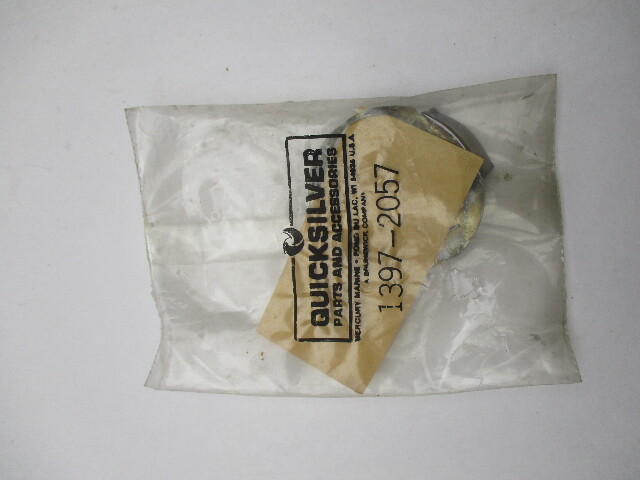 QUICKSILVER
PARTS AND ACCESSORIES
MERCURY MARINE • FOND DU LAC, WI 54935 U.S.A.
A BRUNSWICK COMPANY
1397-2057